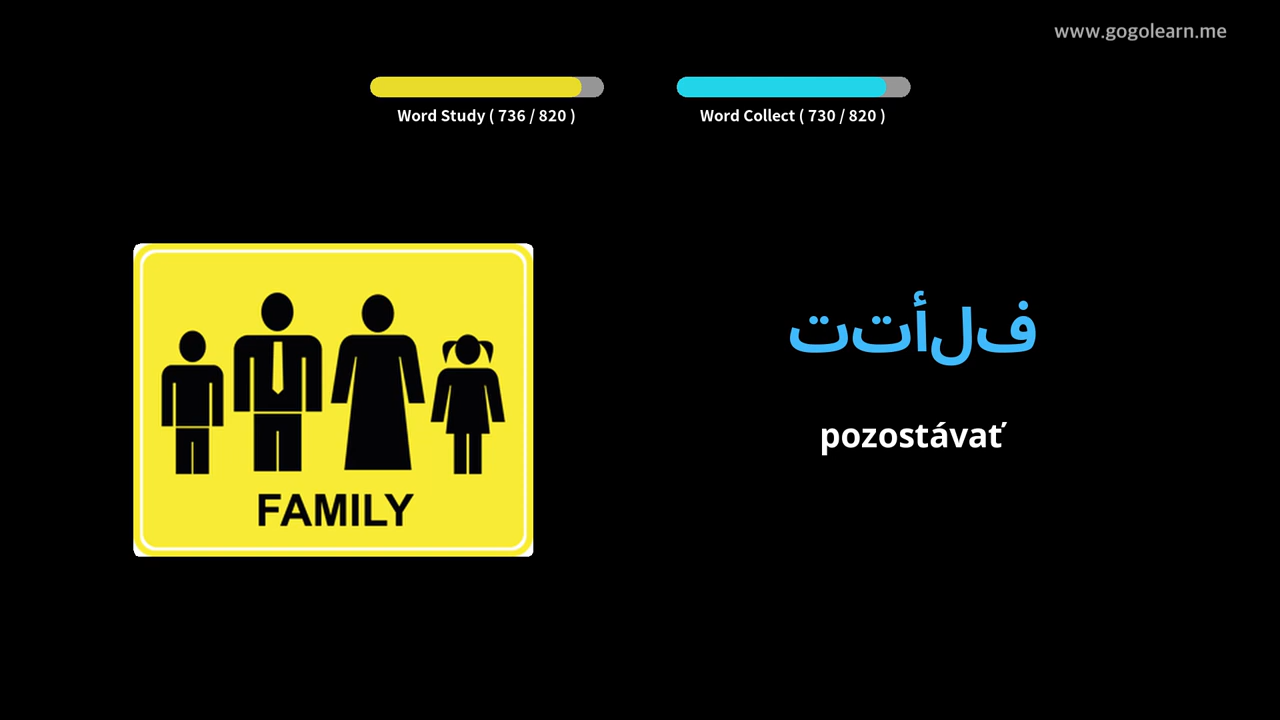 www.gogolearn.me
Word Study ( 736 / 820 )
Word Collect ( 730 / 820 )
FAMILY
تتألف
pozostávať